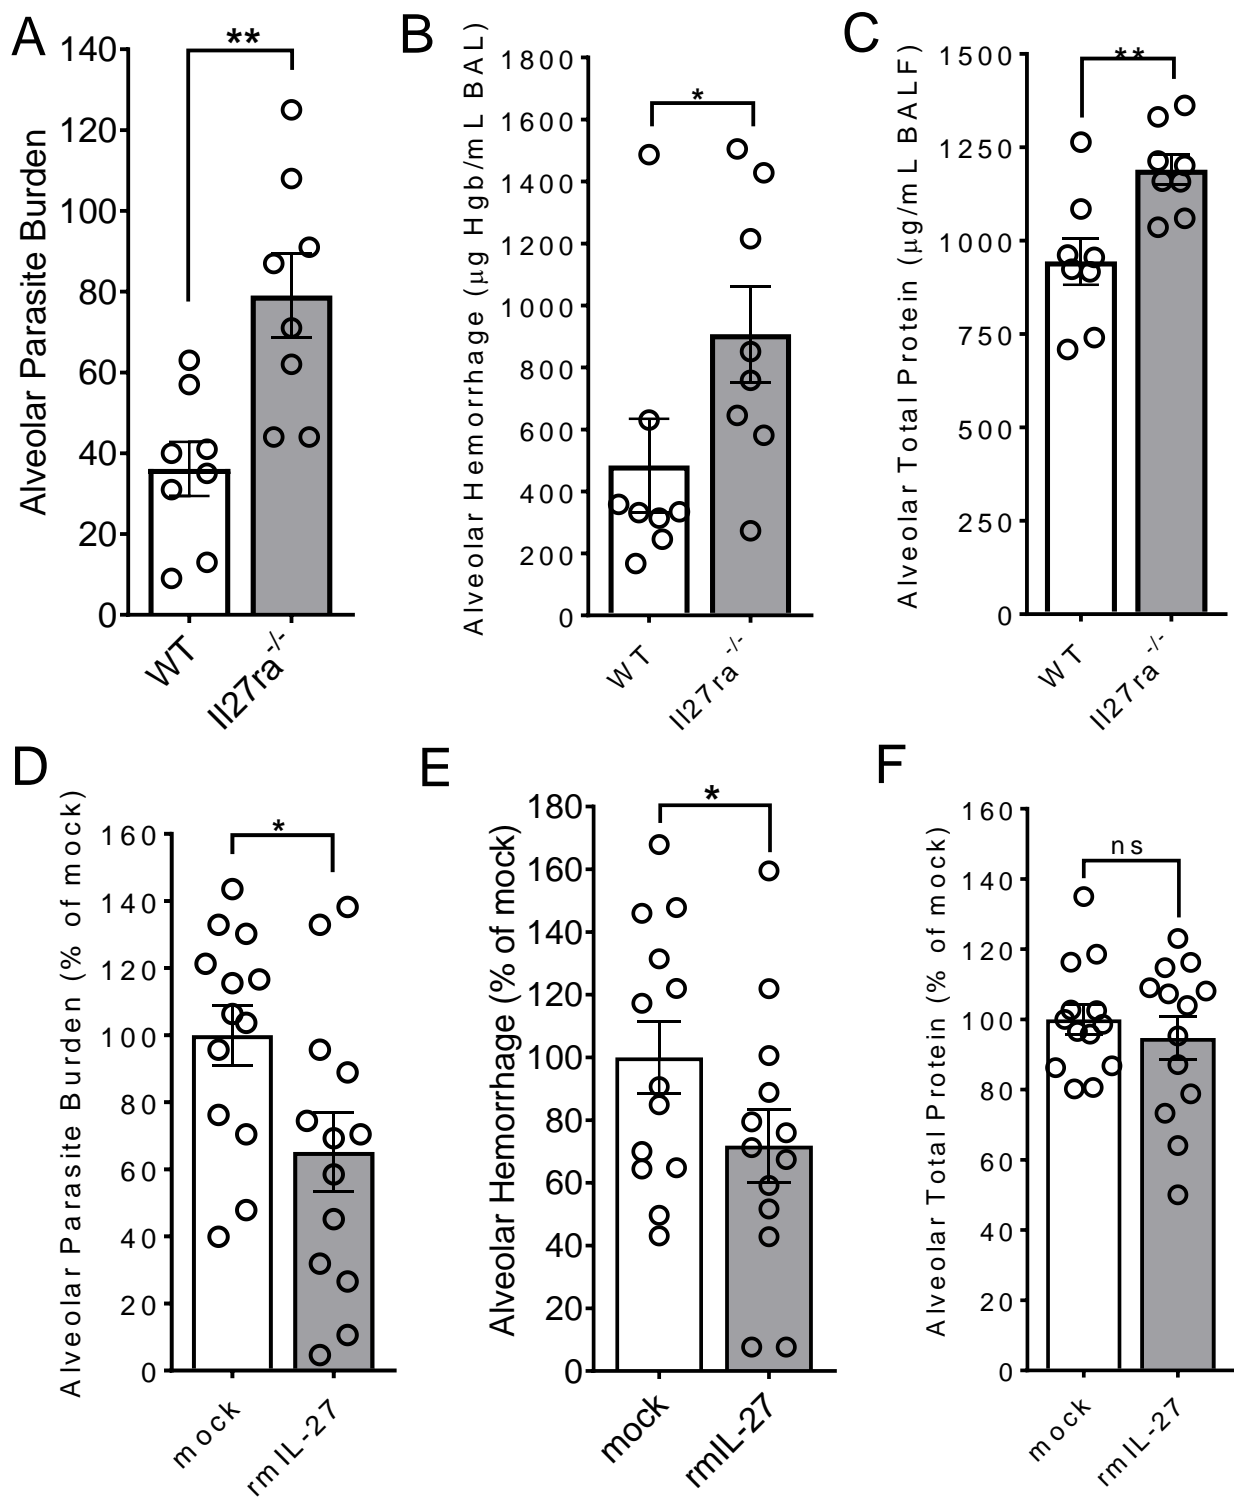 A
Alveolar Parasite Burden
140
120
100
80
60
40
20
0
**
WT
Il27ra-/-
B
Alveolar Hemorrhage (μg Hgb/mL BAL)
1800
1600
1400
1200
1000
800
600
400
200
0
*
WT
Il27ra-/-
C
Alveolar Total Protein (μg/mL BALF)
1500
1250
1000
750
500
250
0
**
WT
Il27ra-/-
D
Alveolar Parasite Burden (% of mock)
160
140
120
100
80
60
40
20
0
*
mock
rmIL-27
E
Alveolar Hemorrhage (% of mock)
180
160
140
120
100
80
60
40
20
0
*
mock
rmIL-27
F
Alveolar Total Protein (% of mock)
160
140
120
100
80
60
40
20
0
ns
mock
rmIL-27